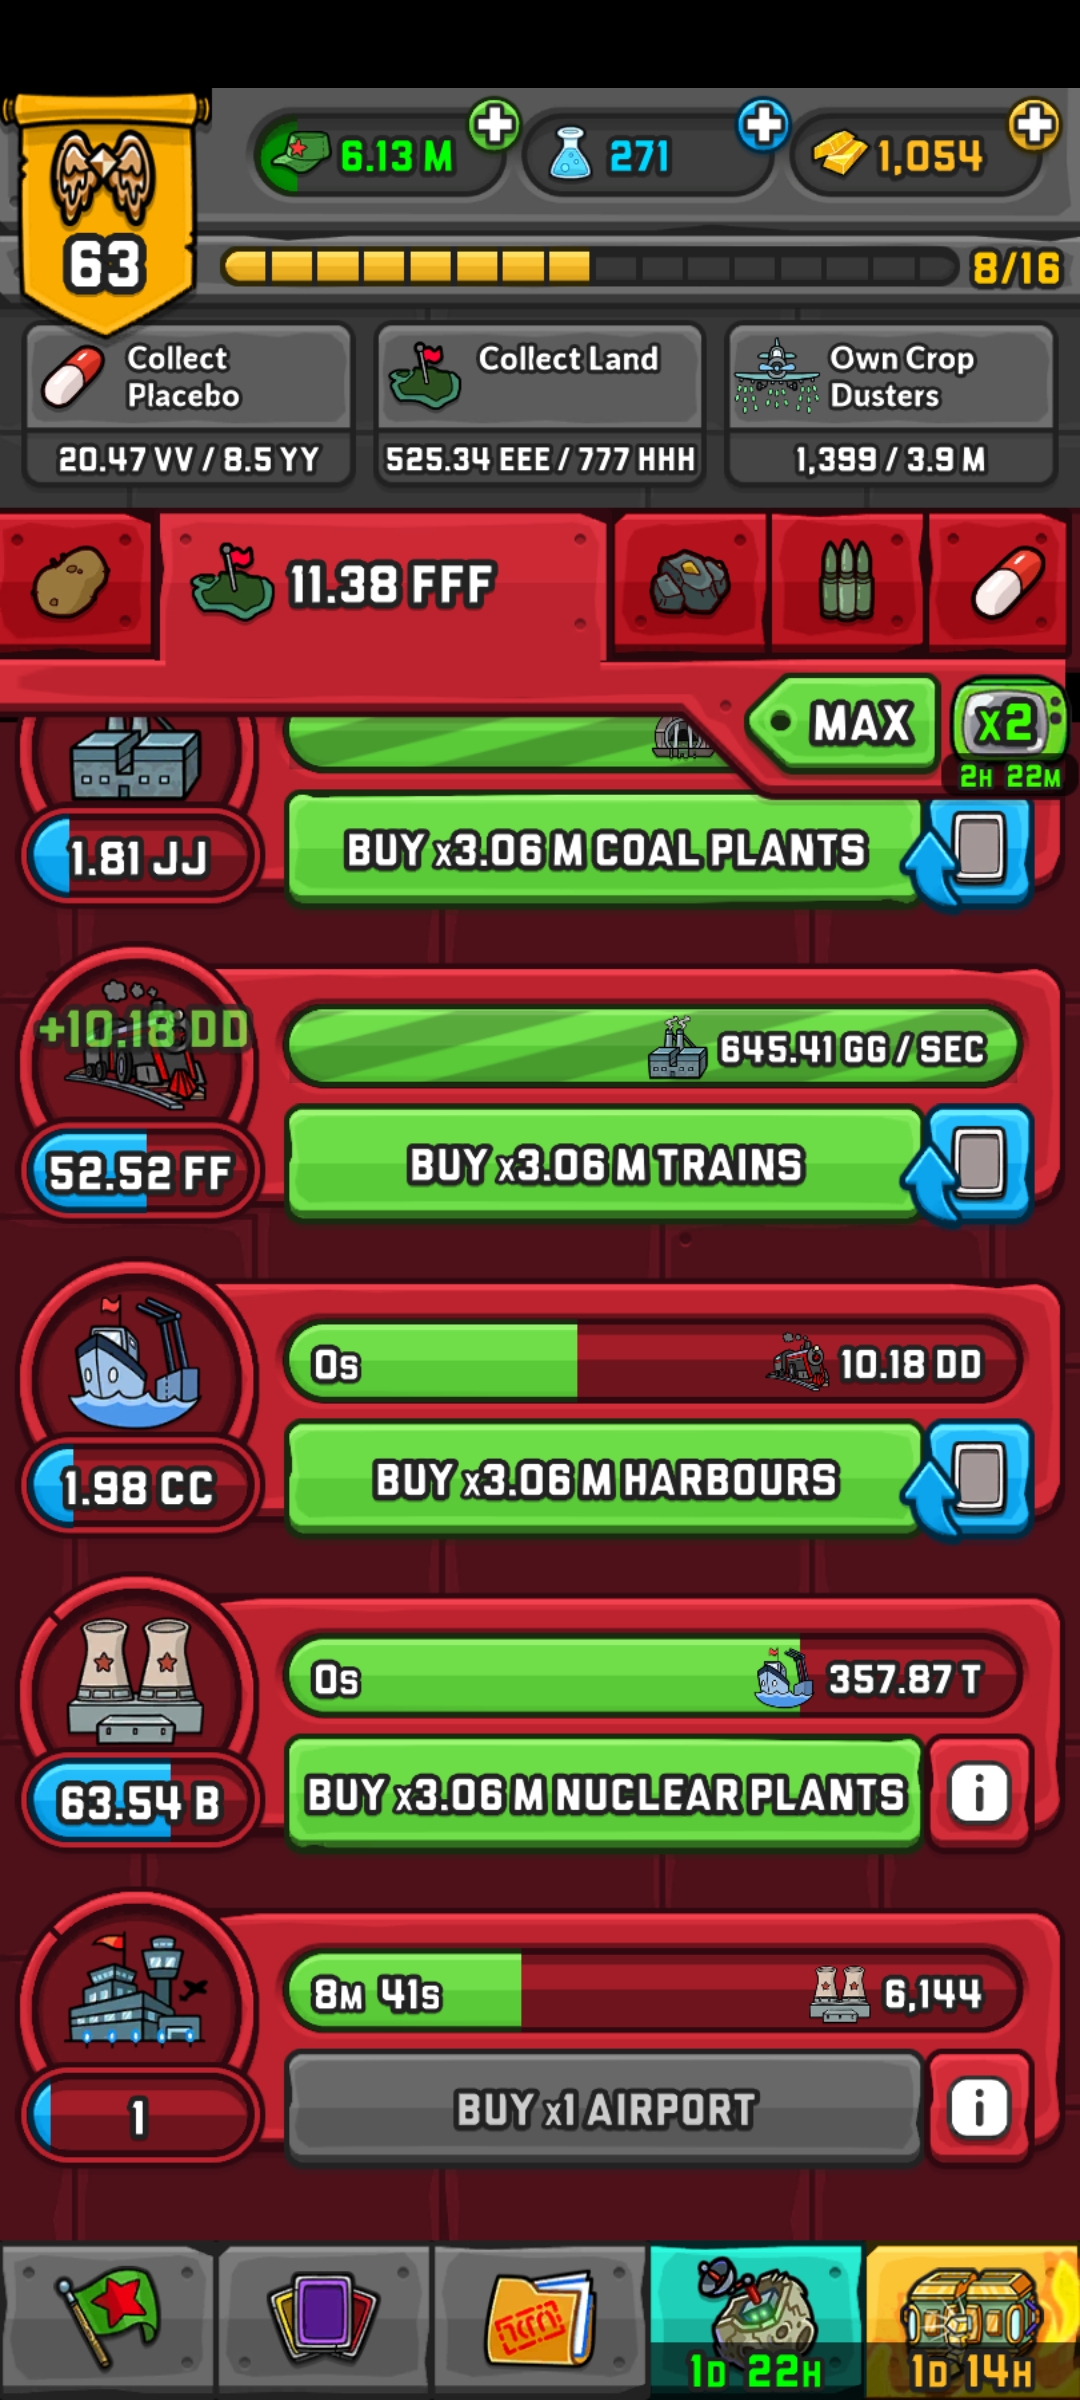 6.13 M
271
1,054
63
8/16
Collect
Placebo
20.47 VV / 8.5 YY
Collect Land
525.34 EEE / 777 HHH
Own Crop
Dusters
1,399 / 3.9 M
11.38 FFF
MAX
x2
2H 22M
1.81 JJ
BUY x3.06 M COAL PLANTS
+10.18 DD
645.41 GG / SEC
52.52 FF
BUY x3.06 M TRAINS
0s
10.18 DD
1.98 CC
BUY x3.06 M HARBOURS
0s
357.87 T
63.54 B
BUY x3.06 M NUCLEAR PLANTS
i
8M 41s
6,144
1
BUY x1 AIRPORT
i
1D 22H
1D 14H